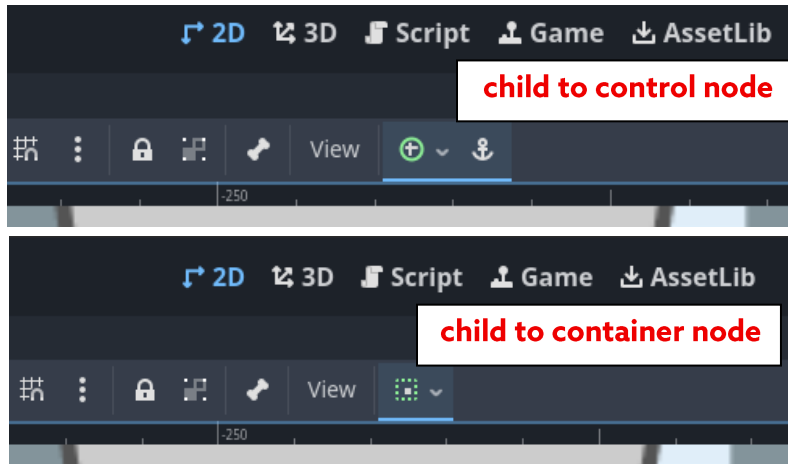 2D 3D Script Game AssetLib
child to control node
View
-250
2D 3D Script Game AssetLib
child to container node
View
-250